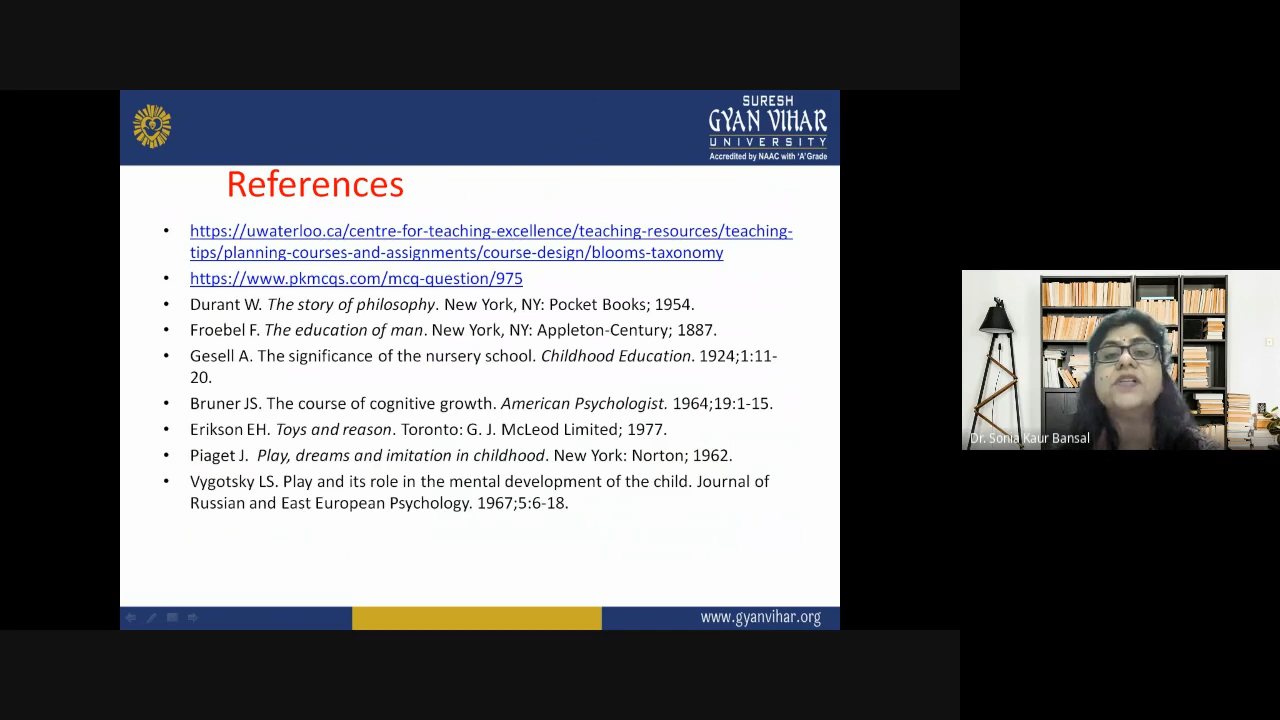 SURESH
GYAN VIHAR
UNIVERSITY
Accredited by NAAC with 'A' Grade
References
• https://uwaterloo.ca/centre-for-teaching-excellence/teaching-resources/teaching-
tips/planning-courses-and-assignments/course-design/blooms-taxonomy
• https://www.pkmcqs.com/mcq-question/975
• Durant W. The story of philosophy. New York, NY: Pocket Books; 1954.
• Froebel F. The education of man. New York, NY: Appleton-Century; 1887.
• Gesell A. The significance of the nursery school. Childhood Education. 1924;1:11-
20.
• Bruner JS. The course of cognitive growth. American Psychologist. 1964;19:1-15.
• Erikson EH. Toys and reason. Toronto: G. J. McLeod Limited; 1977.
• Piaget J. Play, dreams and imitation in childhood. New York: Norton; 1962.
• Vygotsky LS. Play and its role in the mental development of the child. Journal of
Russian and East European Psychology. 1967;5:6-18.
www.gyanvihar.org
Dr. Sonia Kaur Bansal